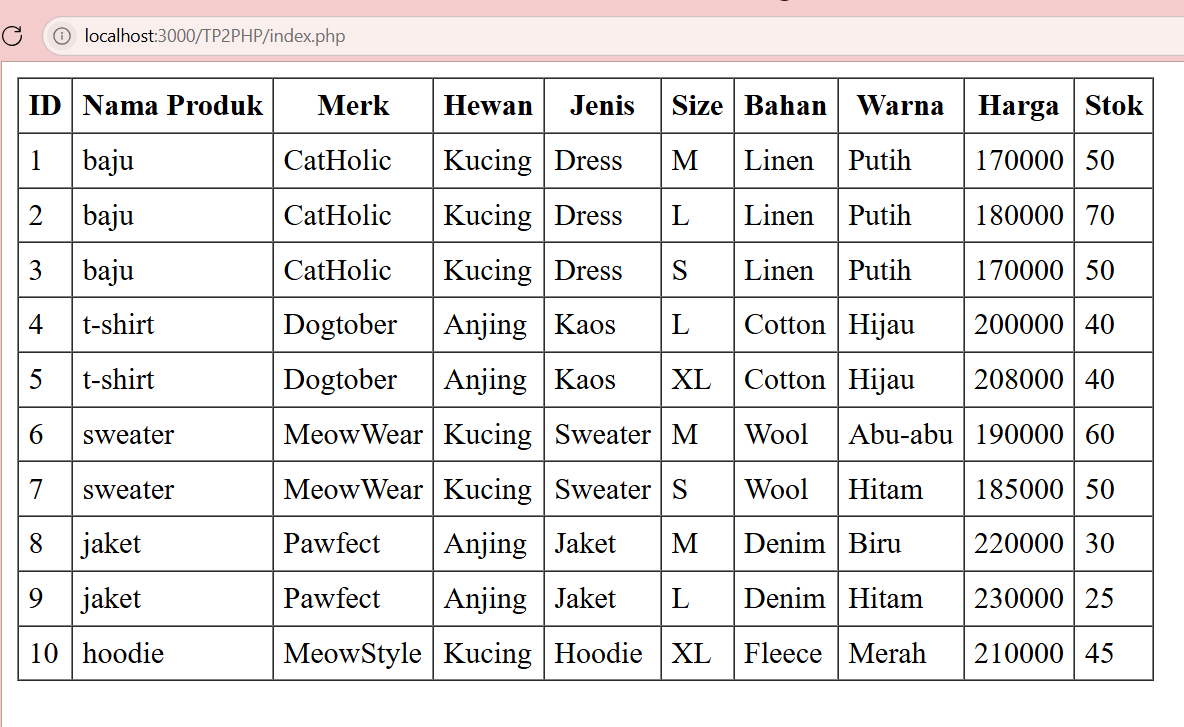 localhost:3000/TP2PHP/index.php
ID Nama Produk Merk Hewan Jenis Size Bahan Warna Harga Stok
1 baju CatHolic Kucing Dress M Linen Putih 170000 50
2 baju CatHolic Kucing Dress L Linen Putih 180000 70
3 baju CatHolic Kucing Dress S Linen Putih 170000 50
4 t-shirt Dogtober Anjing Kaos L Cotton Hijau 200000 40
5 t-shirt Dogtober Anjing Kaos XL Cotton Hijau 208000 40
6 sweater MeowWear Kucing Sweater M Wool Abu-abu 190000 60
7 sweater MeowWear Kucing Sweater S Wool Hitam 185000 50
8 jaket Pawfect Anjing Jaket M Denim Biru 220000 30
9 jaket Pawfect Anjing Jaket L Denim Hitam 230000 25
10 hoodie MeowStyle Kucing Hoodie XL Fleece Merah 210000 45